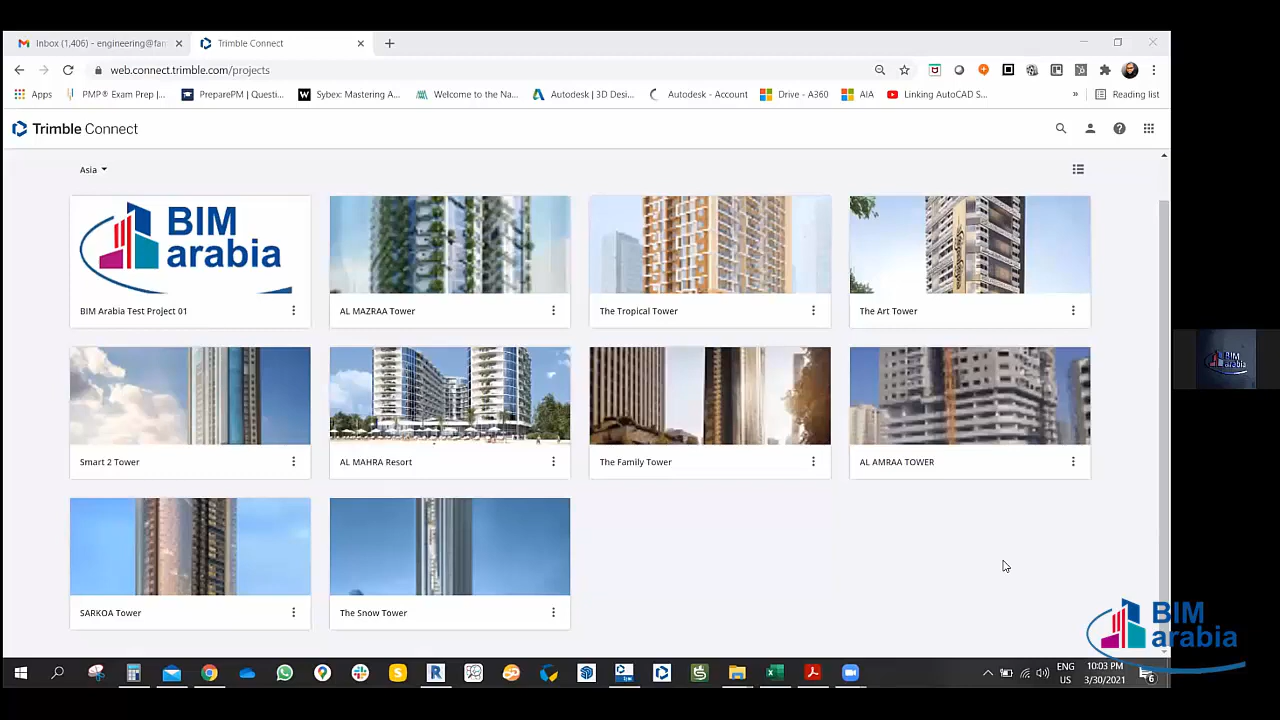 Inbox (1,406) – engineering@fam
Trimble Connect
web.connect.trimble.com/projects
Apps
PMP® Exam Prep |...
PreparePM | Questi...
Sybex: Mastering A...
Welcome to the Na...
Autodesk | 3D Desi...
Autodesk - Account
Drive - A360
AIA
Linking AutoCAD S...
»
Reading list
Trimble Connect
Asia
BIM
arabia
BIM Arabia Test Project 01
AL MAZRAA Tower
The Tropical Tower
The Art Tower
BIM
arabia
Smart 2 Tower
AL MAHRA Resort
The Family Tower
AL AMRAA TOWER
SARKOA Tower
The Snow Tower
BIM
arabia
ENG
US
10:03 PM
3/30/2021
6